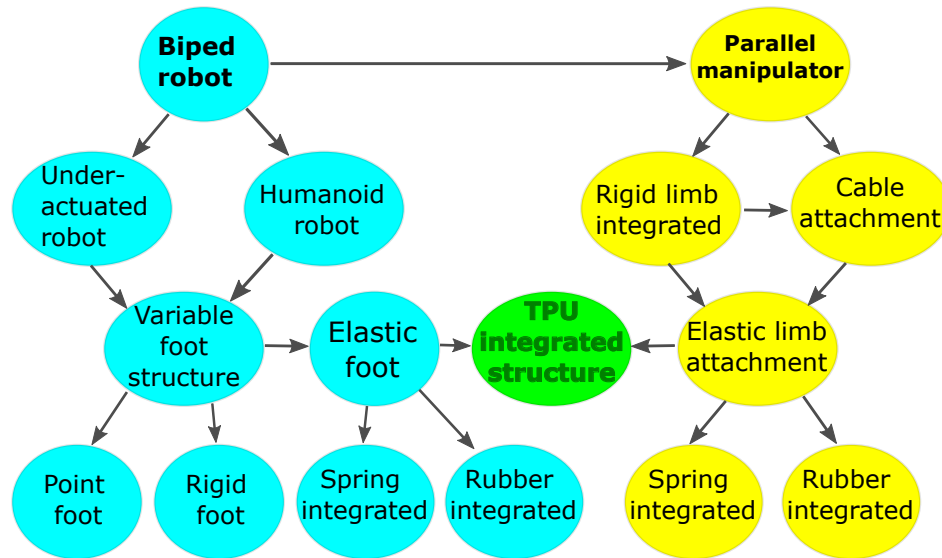 Biped
robot
Parallel
manipulator
Under-
actuated
robot
Humanoid
robot
Rigid limb
integrated
Cable
attachment
Variable
foot
structure
Elastic
foot
TPU
integrated
structure
Elastic limb
attachment
Point
foot
Rigid
foot
Spring
integrated
Rubber
integrated
Spring
integrated
Rubber
integrated